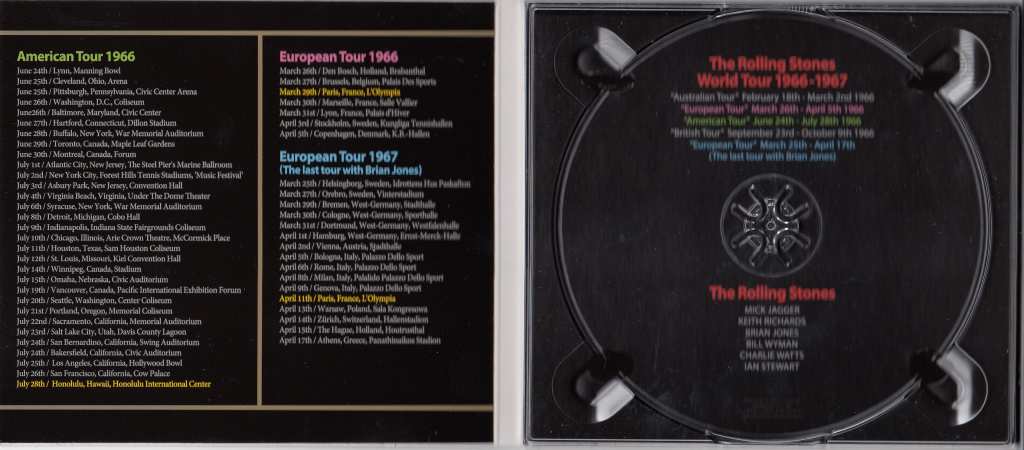 American Tour 1966
June 24th / Lynn, Manning Bowl
June 25th / Cleveland, Ohio, Arena
June 25th / Pittsburgh, Pennsylvania, Civic Center Arena
June 26th / Washington, D.C., Coliseum
June26th / Baltimore, Maryland, Civic Center
June 27th / Hartford, Connecticut, Dillon Stadium
June 28th / Buffalo, New York, War Memorial Auditorium
June 29th / Toronto. Canada, Maple Leaf Gardens
June 30th / Montreal, Canada, Forum
July 1st / Atlantic City, New Jersey, The Steel Pier's Marine Ballroom
July 2nd / New York City, Forest Hills Tennis Stadiums, 'Music Festival'
July 3rd / Asbury Park, New Jersey, Convention Hall
July 4th / Virginia Beach, Virginia, Under The Dome Theater
July 6th / Syracuse, New York, War Memorial Auditorium
July 8th / Detroit, Michigan, Cobo Hall
July 9th / Indianapolis, Indiana State Fairgrounds Coliseum
July 10th / Chicago, Illinois, Arie Crown Theatre, McCormick Place
July 11th / Houston, Texas, Sam Houston Coliseum
July 12th / St. Louis, Missouri, Kiel Convention Hall
July 14th / Winnipeg, Canada, Stadium
July 15th / Omaha, Nebraska, Civic Auditorium
July 19th / Vancouver, Canada, Pacific International Exhibition Forum
July 20th / Seattle, Washington, Center Coliseum
July 21st / Portland, Oregon, Memorial Coliseum
July 22nd / Sacramento, California, Memorial Auditorium
July 23rd / Salt Lake City, Utah, Davis County Lagoon
July 24th / San Bernardino, California, Swing Auditorium
July 24th / Bakersfield, California, Civic Auditorium
July 25th / Los Angeles, California, Hollywood Bowl
July 26th / San Francisco, California, Cow Palace
July 28th / Honolulu, Hawaii, Honolulu International Center
European Tour 1966
March 26th / Den Bosch, Holland, Brabanthal
March 27th / Brussels, Belgium, Palais Des Sports
March 29th / Paris, France, L'Olympia
March 30th / Marseille, France, Salle Vallier
March 31st / Lyon, France, Palais d'Hiver
April 3rd / Stockholm, Sweden, Kungliga Tennishallen
April 5th / Copenhagen, Denmark, K.B.-Hallen
European Tour 1967
(The last tour with Brian Jones)
March 25th / Helsingborg, Sweden, Idrottens Hus Paskafton
March 27th / Orebro, Sweden, Vinterstadium
March 29th / Bremen, West-Germany, Stadthalle
March 30th / Cologne, West-Germany, Sporthalle
March 31st / Dortmund, West-Germany, Westfalenhalle
April 1st / Hamburg, West-Germany, Ernst-Merck-Halle
April 2nd / Vienna, Austria, Stadthalle
April 5th / Bologna, Italy, Palazzo Dello Sport
April 6th / Rome, Italy, Palazzo Dello Sport
April 8th / Milan, Italy, Palalido Palazzo Dello Sport
April 9th / Genova, Italy, Palazzo Dello Sport
April 11th / Paris, France, L'Olympia
April 13th / Warsaw, Poland, Sala Kongresowa
April 14th / Zürich, Switzerland, Hallenstadion
April 15th / The Hague, Holland, Houtrusthal
April 17th / Athens, Greece, Panathinaikos Stadion
The Rolling Stones
World Tour 1966-1967
"Australian Tour" February 18th - March 2nd 1966
"European Tour" March 26th - April 5th 1966
"American Tour" June 24th - July 28th 1966
"British Tour" September 23rd - October 9th 1966
"European Tour" March 25th - April 17th
(The last tour with Brian Jones)
The Rolling Stones
MICK JAGGER
KEITH RICHARDS
BRIAN JONES
BILL WYMAN
CHARLIE WATTS
IAN STEWART